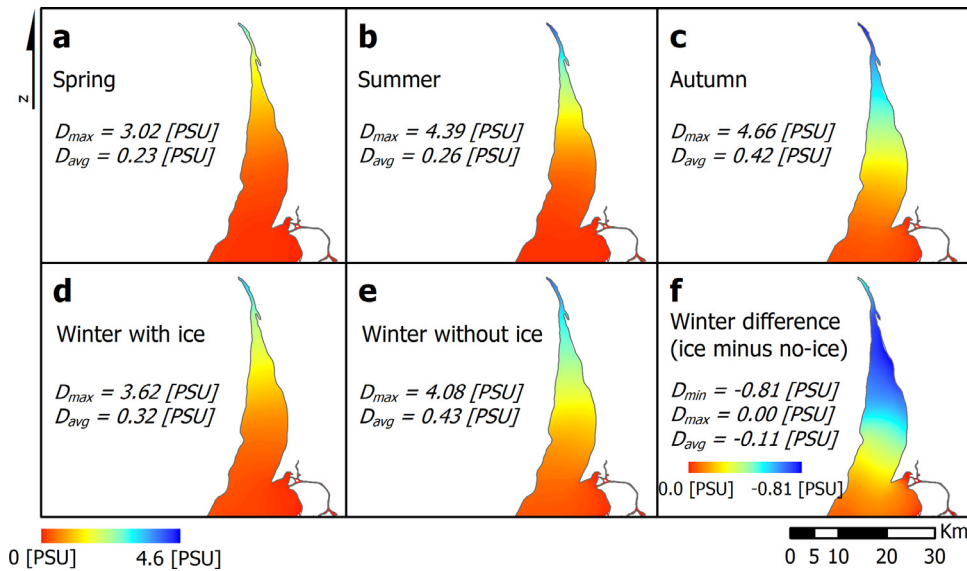 a
Spring
Dmax = 3.02 [PSU]
Davg = 0.23 [PSU]
b
Summer
Dmax = 4.39 [PSU]
Davg = 0.26 [PSU]
c
Autumn
Dmax = 4.66 [PSU]
Davg = 0.42 [PSU]
z
d
Winter with ice
Dmax = 3.62 [PSU]
Davg = 0.32 [PSU]
e
Winter without ice
Dmax = 4.08 [PSU]
Davg = 0.43 [PSU]
f
Winter difference
(ice minus no-ice)
Dmin = -0.81 [PSU]
Dmax = 0.00 [PSU]
Davg = -0.11 [PSU]
0.0 [PSU] -0.81 [PSU]
0 [PSU] 4.6 [PSU]
Km
0 5 10 20 30